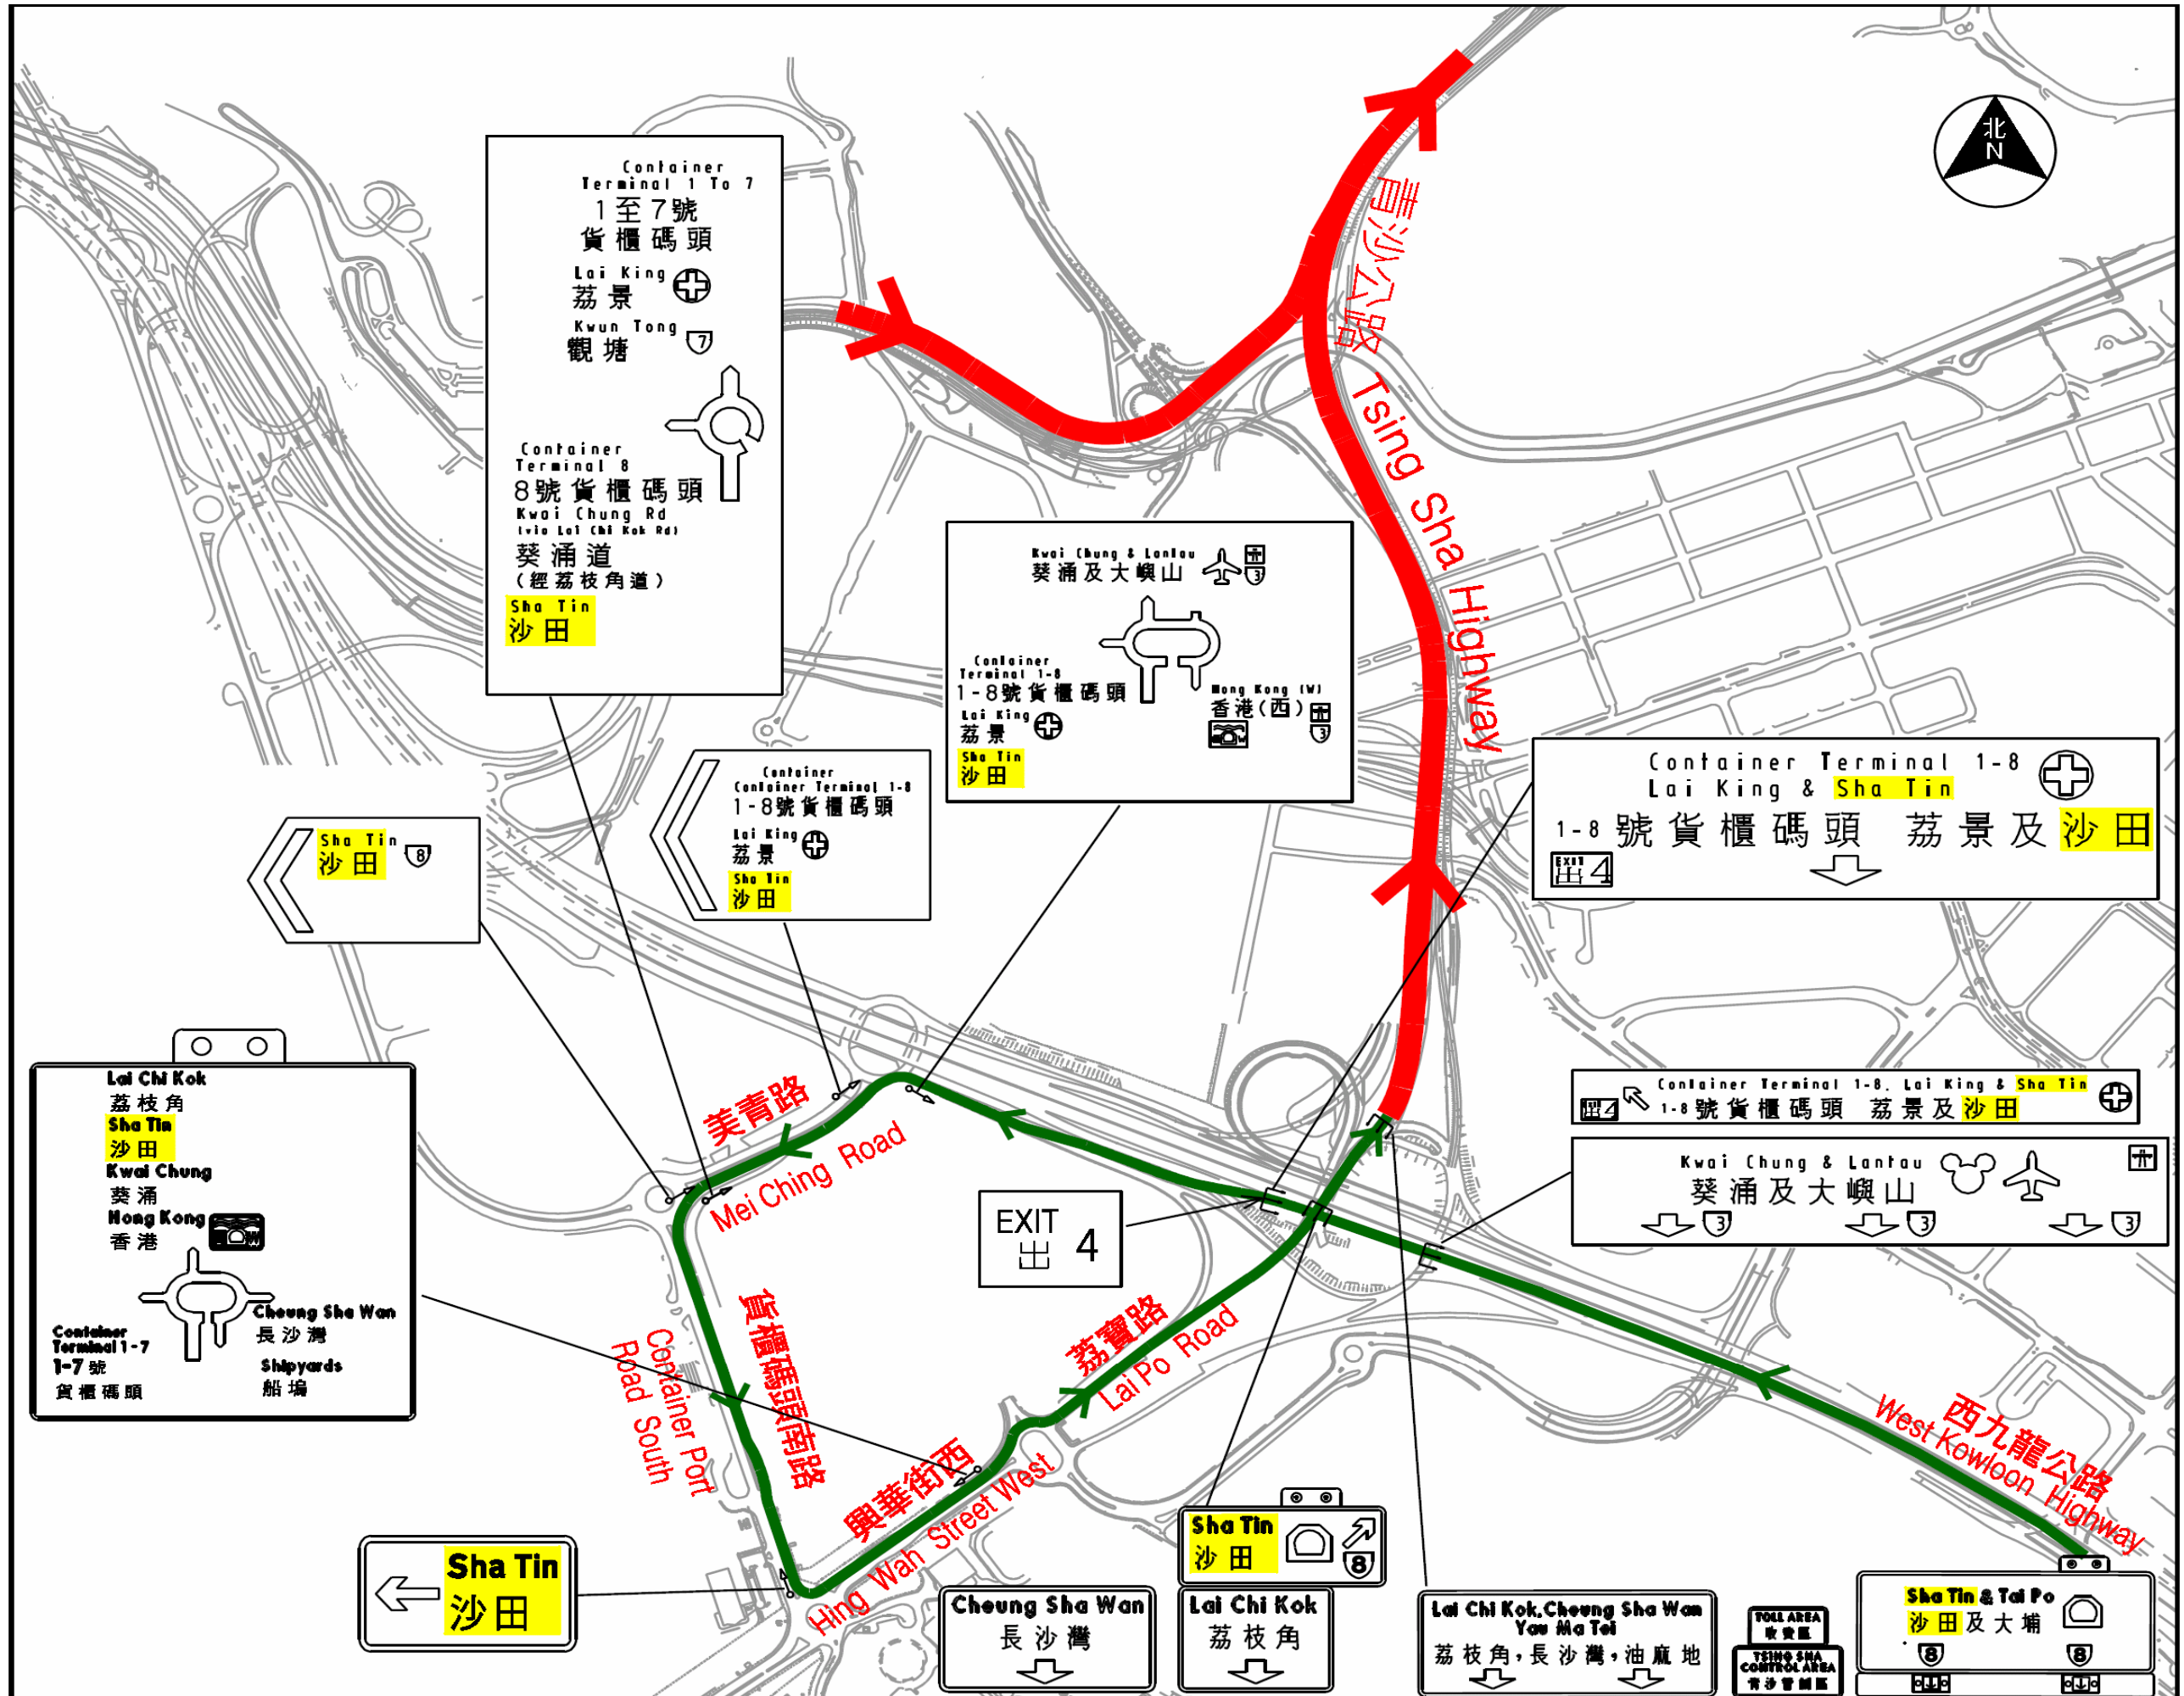 北
N
Container
Terminal 1 To 7
1至7號
貨櫃碼頭
Lai King
荔景
Kwun Tong
觀塘
7
Container
Terminal 8
8號貨櫃碼頭
Kwai Chung Rd
(via Lai Chi Kok Rd)
葵涌道
(經荔枝角道)
Sha Tin
沙田
青沙公路 Tsing Sha Highway
Kwai Chung & Lantau
葵涌及大嶼山
3
Container
Terminal 1-8
1-8號貨櫃碼頭
Lai King
荔景
Sha Tin
沙田
Hong Kong (W)
香港(西)
3
Container Terminal 1-8
Lai King & Sha Tin
1-8號貨櫃碼頭 荔景及沙田
EXIT
出 4
Container
Container Terminal 1-8
1-8號貨櫃碼頭
Lai King
荔景
Sha Tin
沙田
Sha Tin
沙田
8
Lai Chi Kok
荔枝角
Sha Tin
沙田
Kwai Chung
葵涌
Hong Kong
香港
W
Cheung Sha Wan
長沙灣
Container
Terminal 1-7
1-7號
貨櫃碼頭
Shipyards
船塢
美青路
Mei Ching Road
EXIT
出 4
Container Terminal 1-8, Lai King & Sha Tin
1-8號貨櫃碼頭 荔景及沙田
出4
Kwai Chung & Lantau
葵涌及大嶼山
3
3
3
貨櫃碼頭南路
Container Port
Road South
荔寶路
Lai Po Road
興華街西
Hing Wah Street West
西九龍公路
West Kowloon Highway
Sha Tin
沙田
Sha Tin
沙田
8
Cheung Sha Wan
長沙灣
Lai Chi Kok
荔枝角
Lai Chi Kok, Cheung Sha Wan
Yau Ma Tei
荔枝角，長沙灣，油麻地
TOLL AREA
收費區
TSING SHA
CONTROL AREA
青沙管制區
Sha Tin & Tai Po
沙田及大埔
8
8